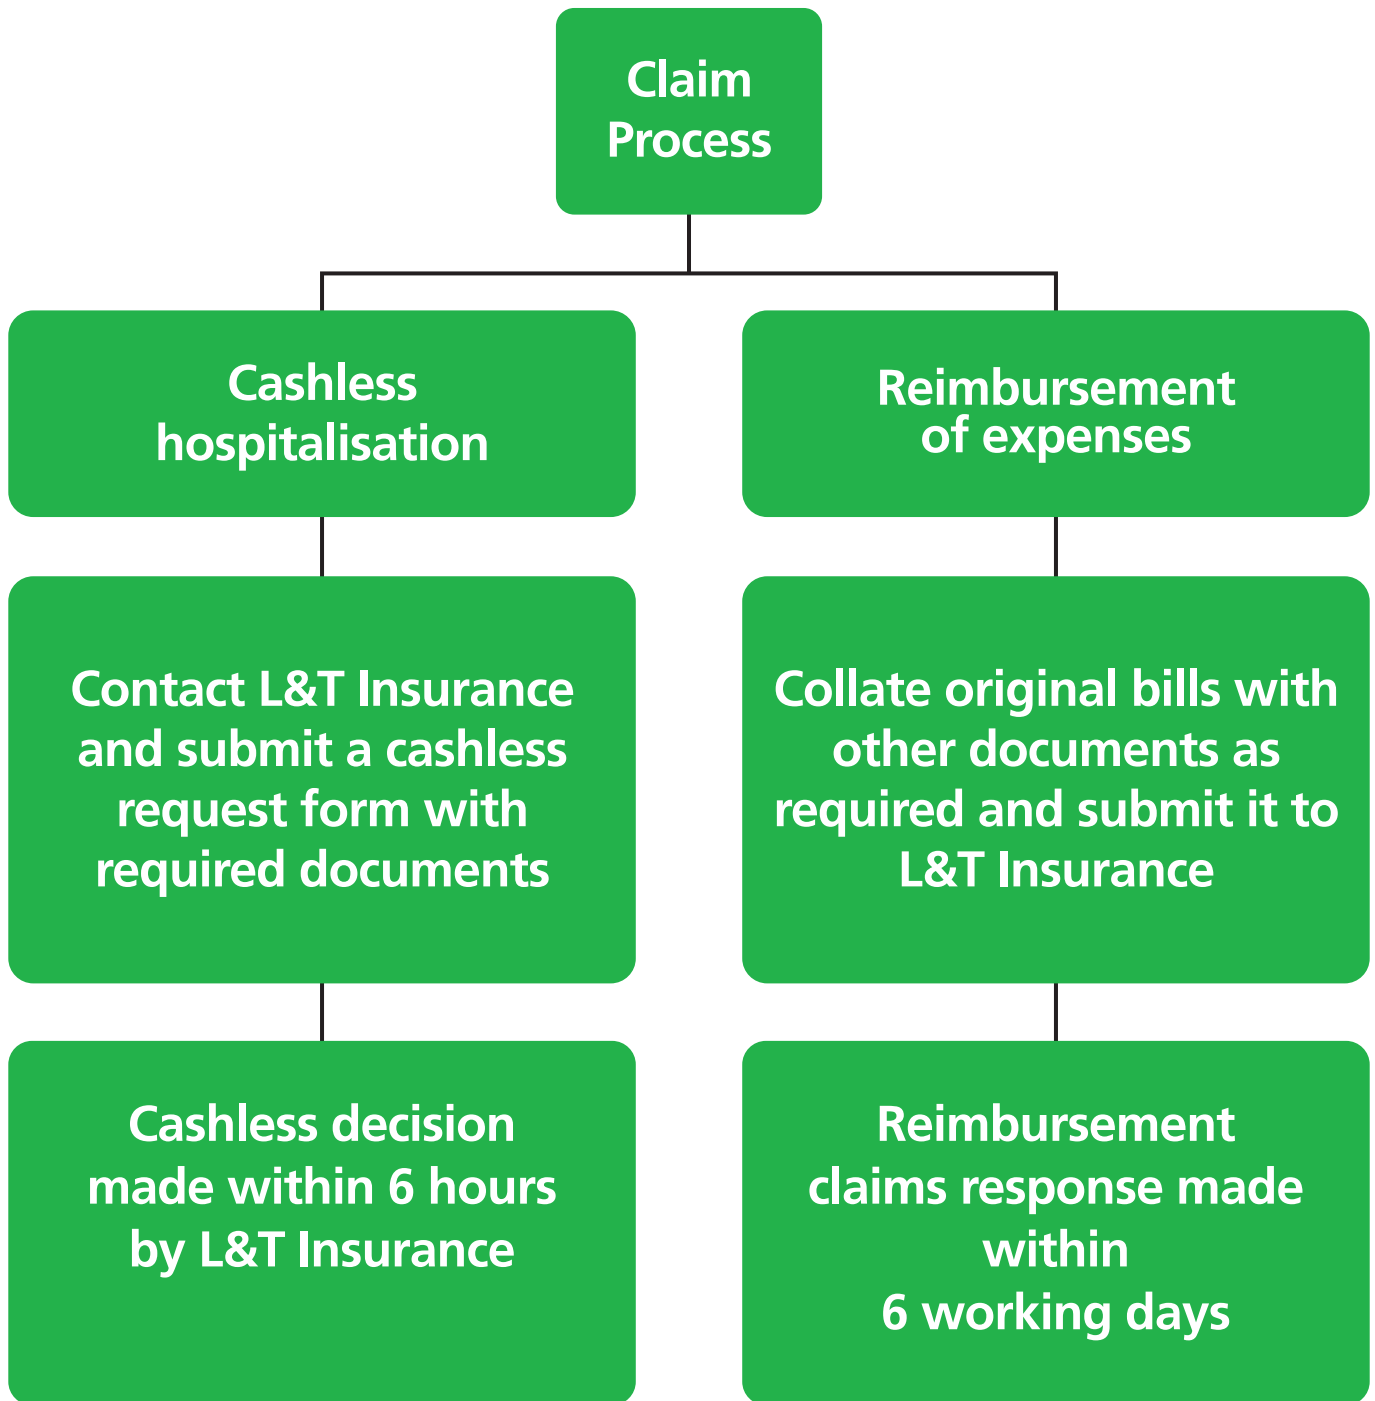 Claim
Process
Cashless
hospitalisation
Reimbursement
of expenses
Contact L&T Insurance
and submit a cashless
request form with
required documents
Collate original bills with
other documents as
required and submit it to
L&T Insurance
Cashless decision
made within 6 hours
by L&T Insurance
Reimbursement
claims response made
within
6 working days